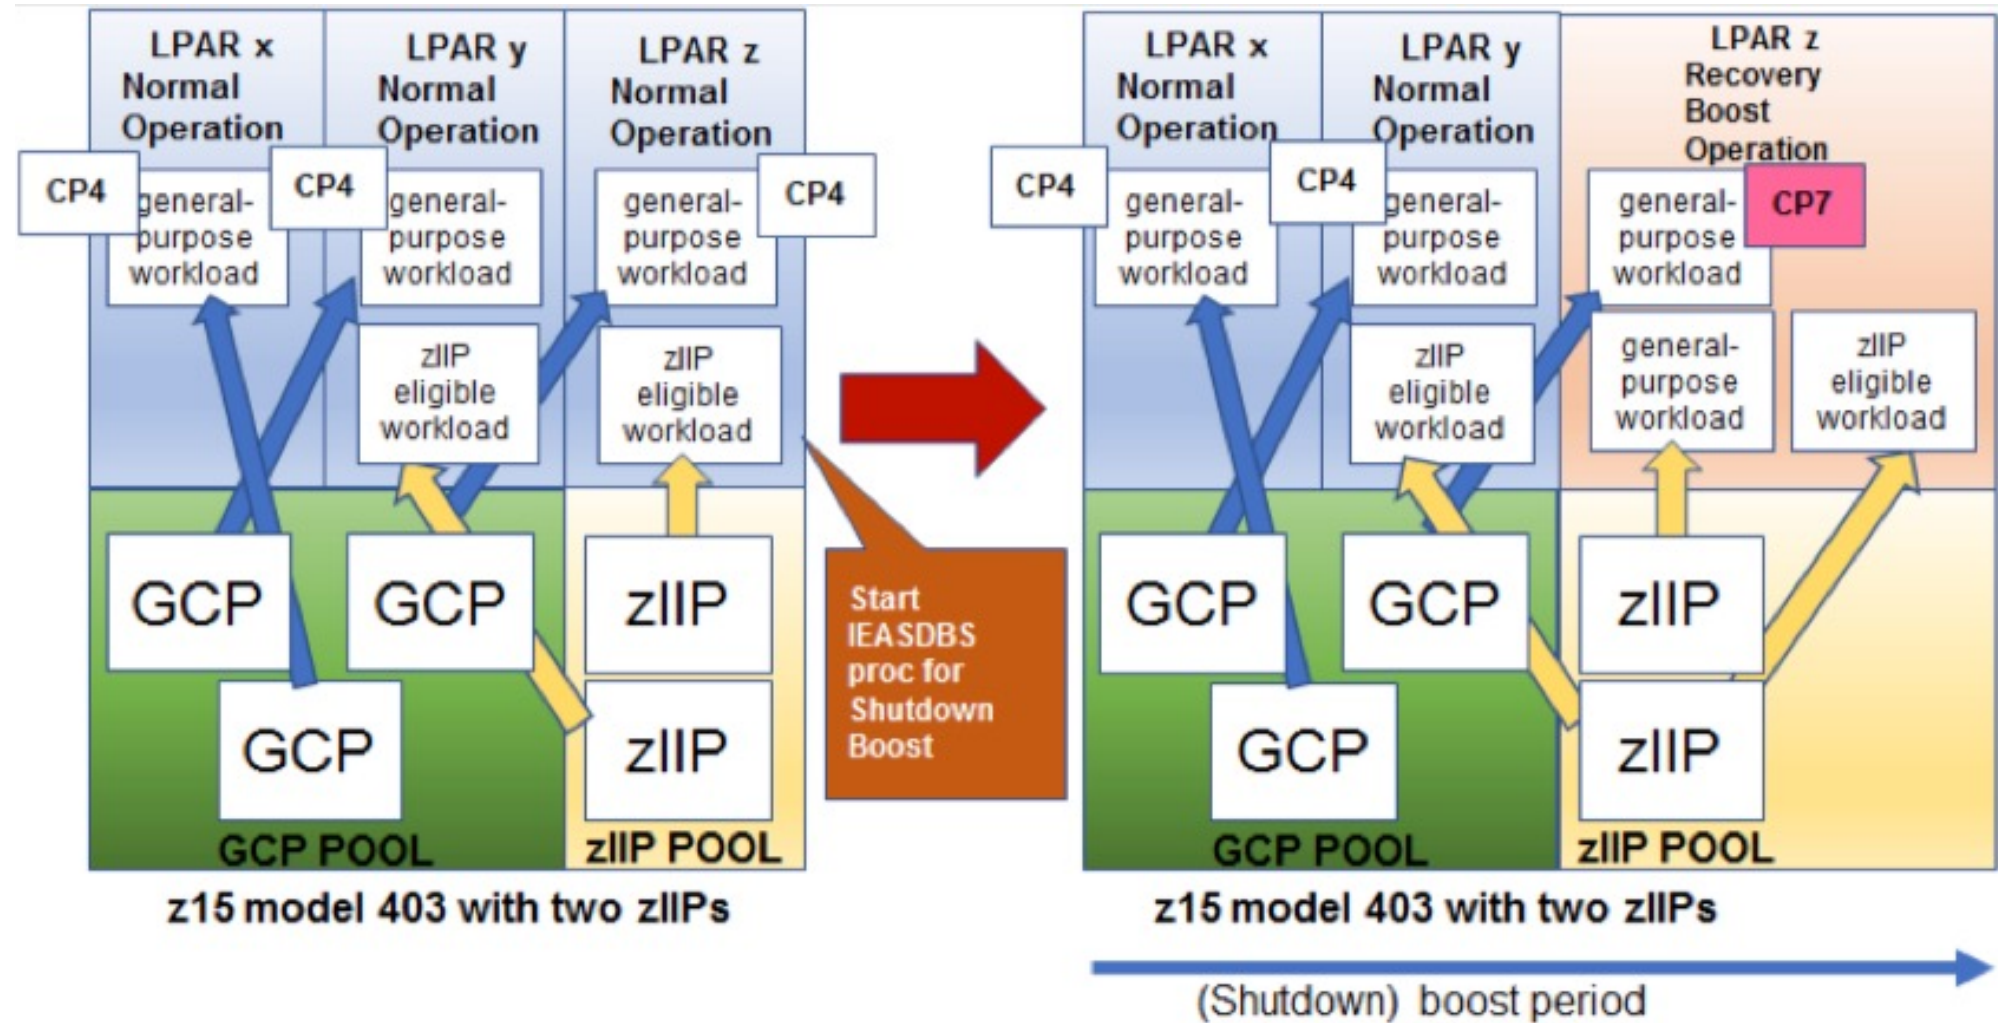 LPAR x
Normal
Operation
LPAR y
Normal
Operation
LPAR z
Normal
Operation
CP4
general-
purpose
workload
CP4
general-
purpose
workload
general-
purpose
workload
CP4
zIIP
eligible
workload
zIIP
eligible
workload
GCP
GCP
zIIP
GCP
zIIP
GCP POOL
zIIP POOL
z15 model 403 with two zIIPs
Start
IEASDBS
proc for
Shutdown
Boost
LPAR x
Normal
Operation
LPAR y
Normal
Operation
LPAR z
Recovery
Boost
Operation
CP4
general-
purpose
workload
CP4
general-
purpose
workload
general-
purpose
workload
CP7
zIIP
eligible
workload
general-
purpose
workload
zIIP
eligible
workload
GCP
GCP
zIIP
GCP
zIIP
GCP POOL
zIIP POOL
z15 model 403 with two zIIPs
(Shutdown) boost period